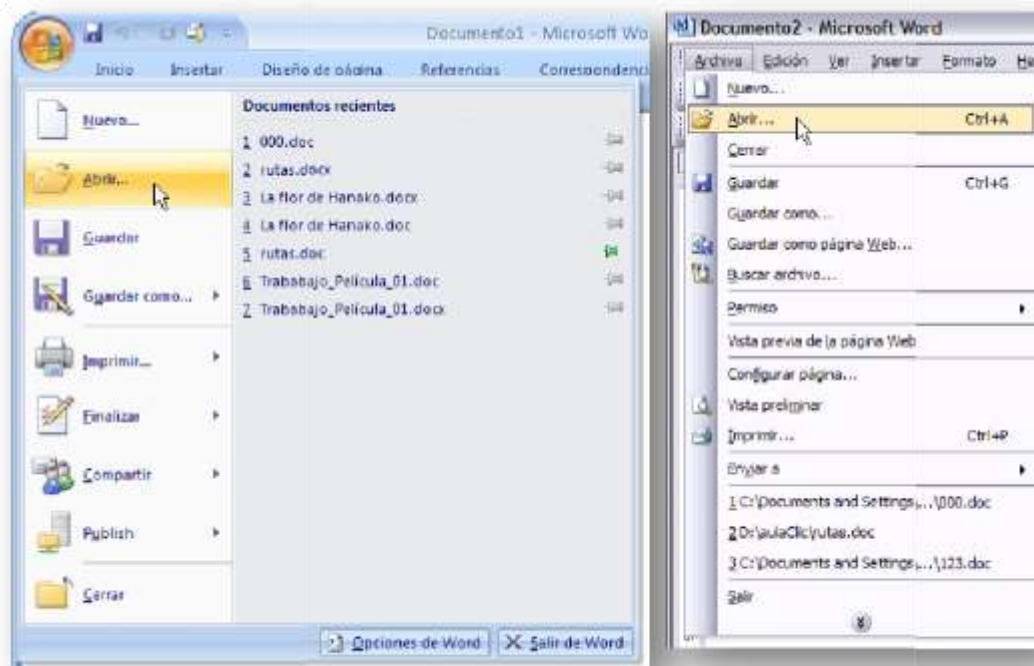 Documento1 - Microsoft Wo
Inicio Insertar Diseño de página Referencias Correspondenci
Nuevo...
Abrir...
Guardar
Guardar como...
Imprimir...
Finalizar
Compartir
Publish
Cerrar
Documentos recientes
1 000.doc
2 rutas.docx
3 La flor de Hanako.docx
4 La flor de Hanako.doc
5 rutas.doc
6 Trababajo_Película_01.doc
7 Trababajo_Película_01.docx
Opciones de Word Salir de Word
Documento2 - Microsoft Word
Archivo Edición Ver Insertar Formato He
Nuevo...
Abrir... Ctrl+A
Cerrar
Guardar Ctrl+G
Guardar como...
Guardar como página Web...
Buscar archivo...
Permiso
Vista previa de la página Web
Configurar página...
Vista preliminar
Imprimir... Ctrl+P
Enviar a
1 C:\Documents and Settings\...\000.doc
2 D:\aulaClic\rutas.doc
3 C:\Documents and Settings\...\123.doc
Salir